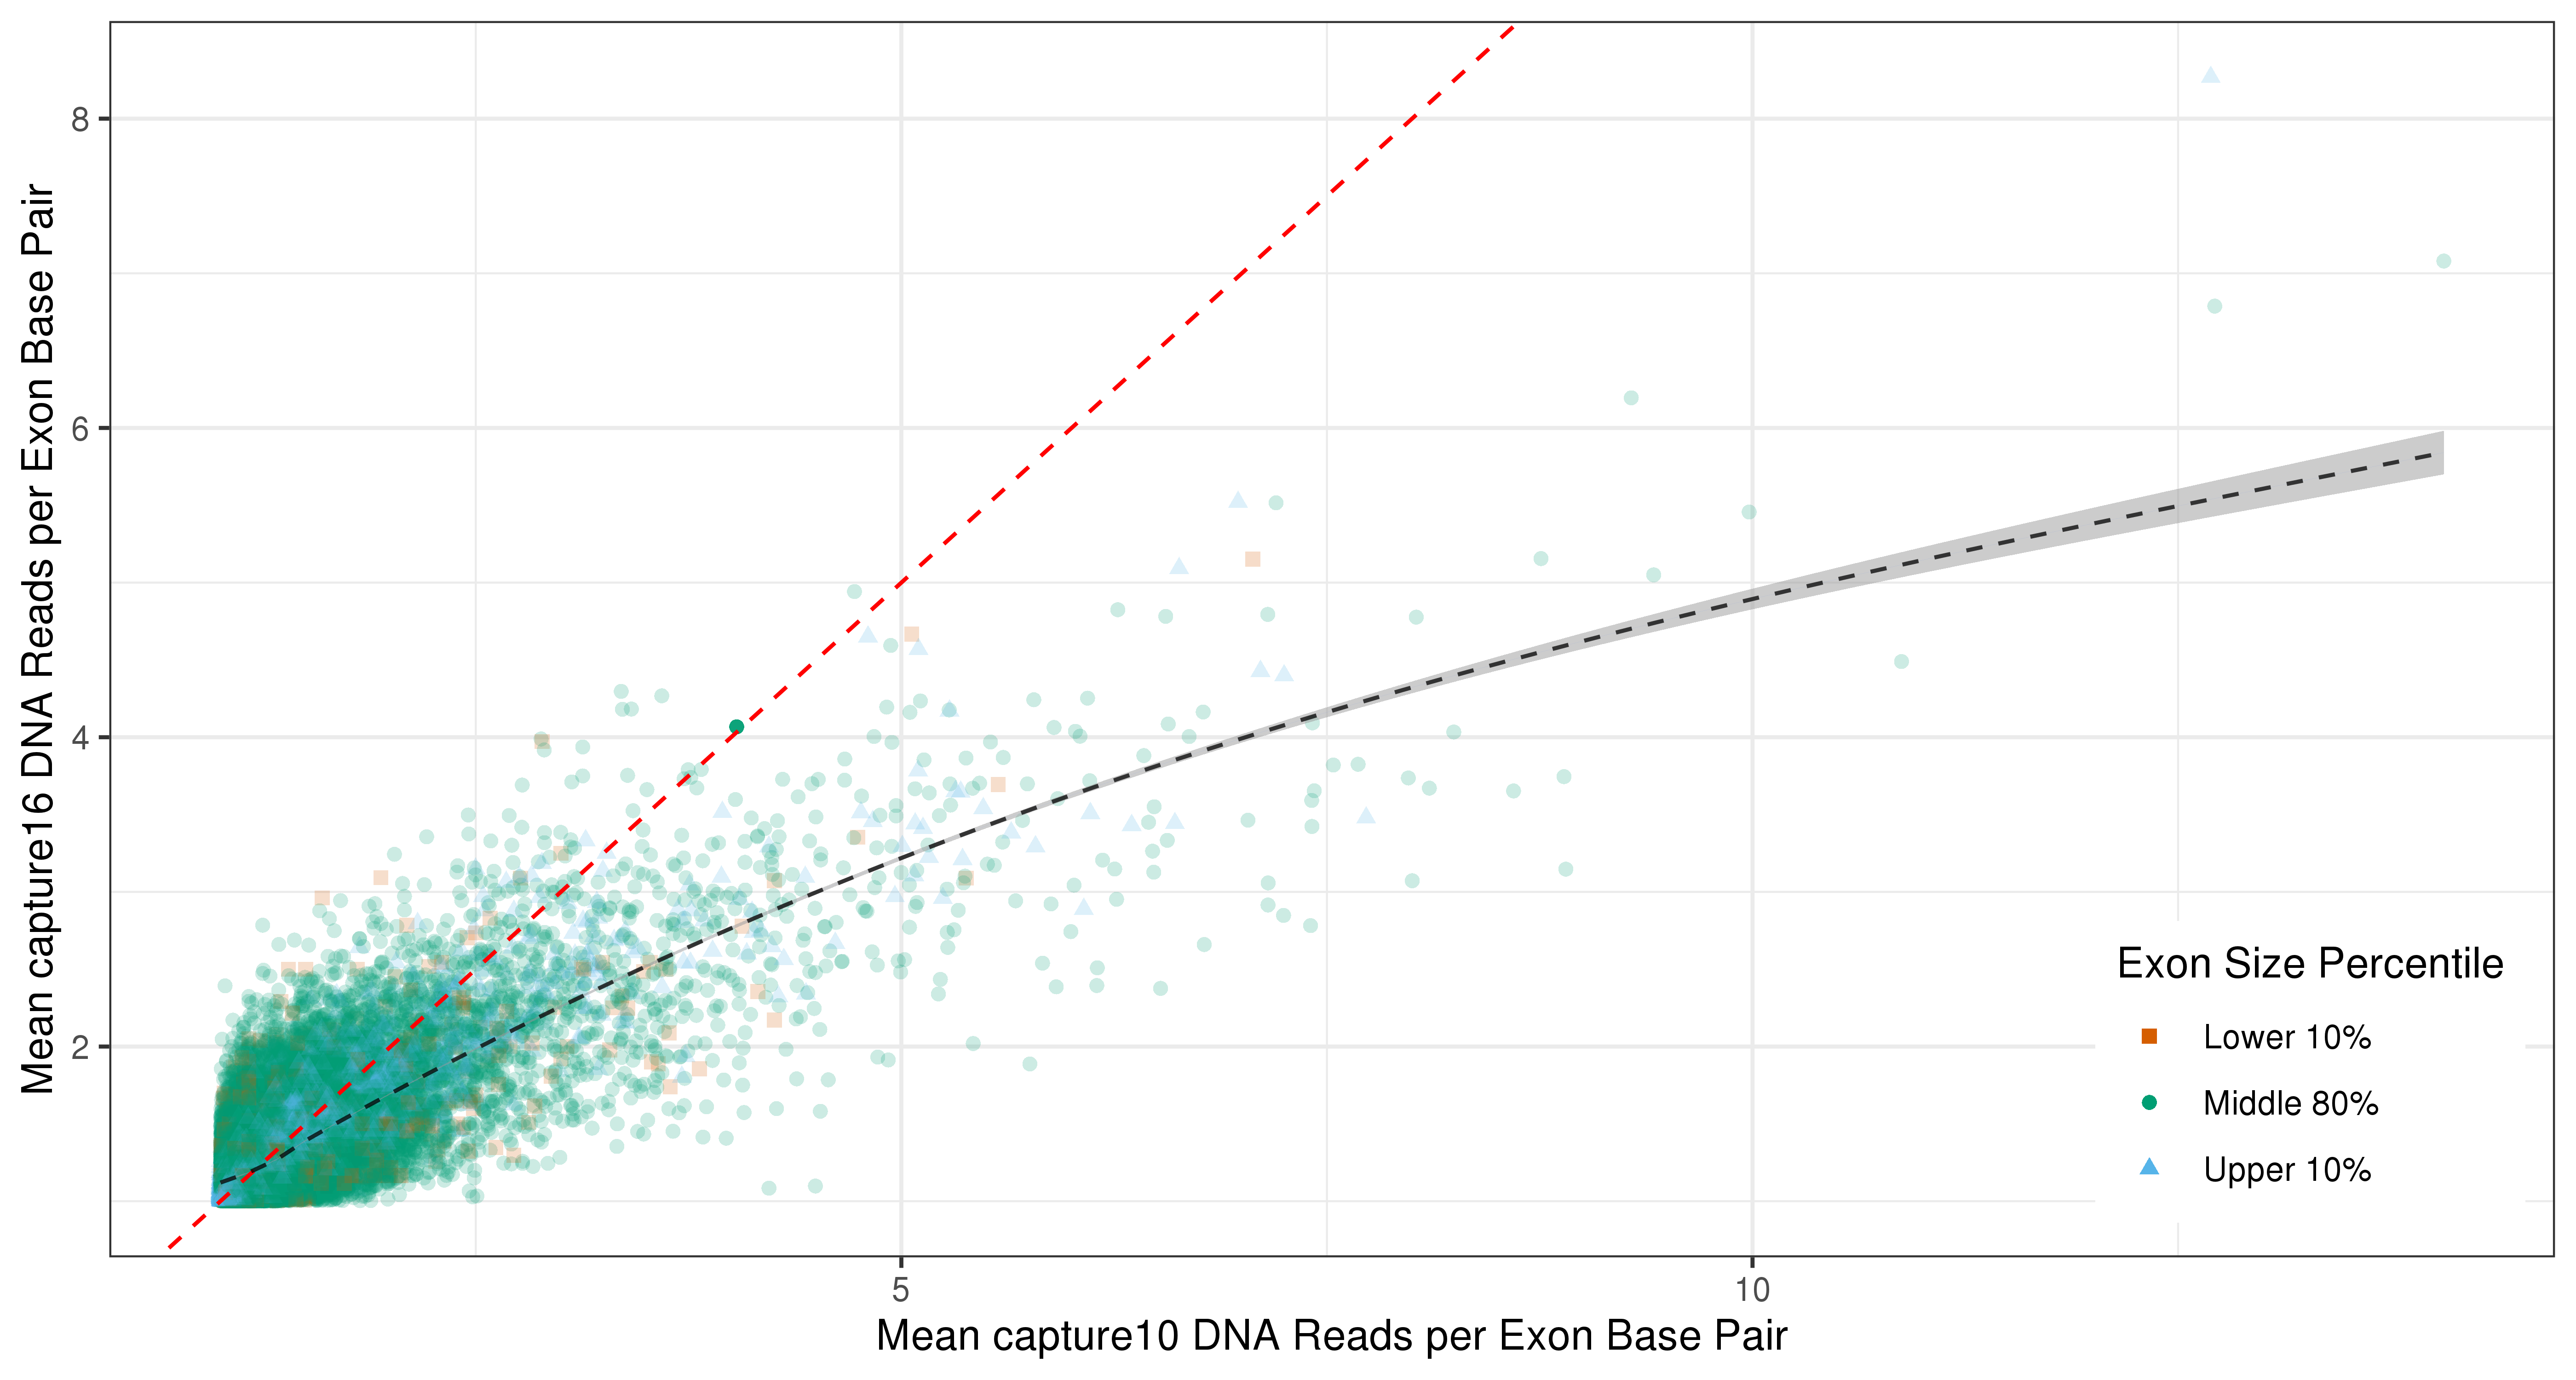 Mean capture16 DNA Reads per Exon Base Pair
8
6
4
2
5
10
Mean capture10 DNA Reads per Exon Base Pair
Exon Size Percentile
Lower 10%
Middle 80%
Upper 10%